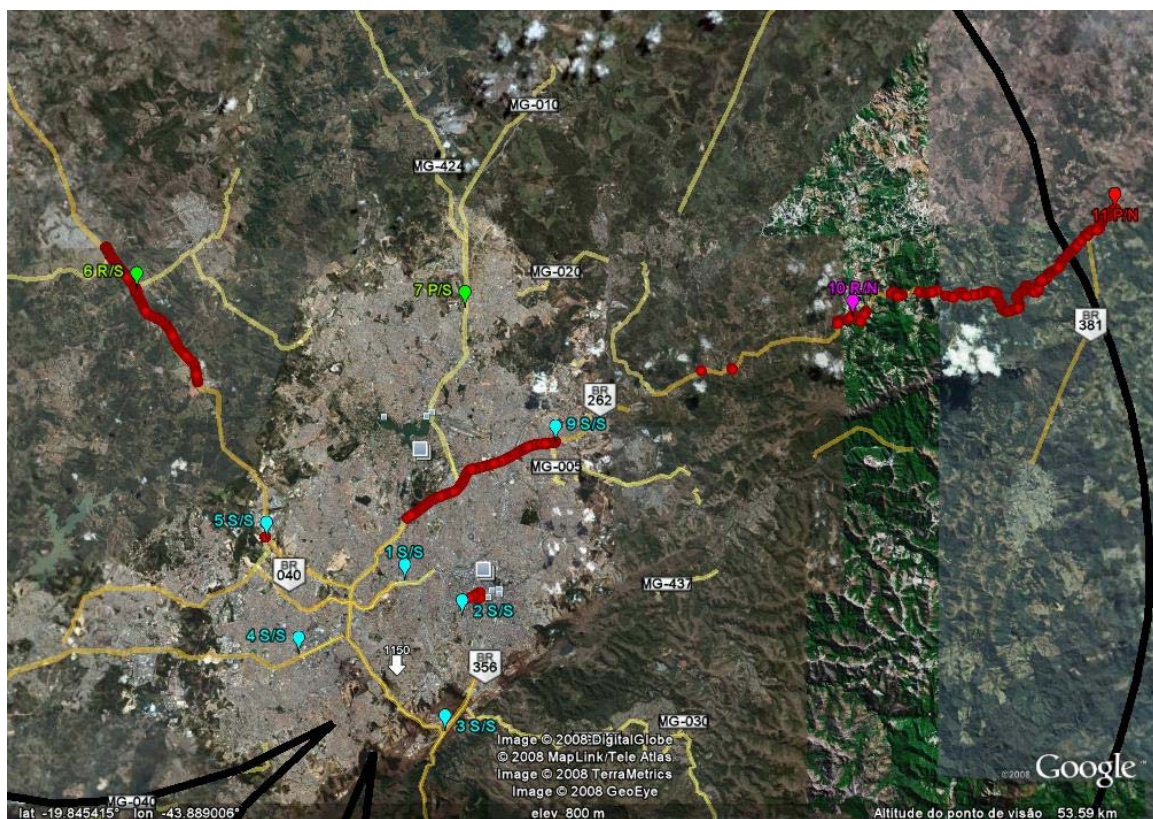 MG-010
MG-424
11 P/N
6 R/S
MG-020
7 P/S
10 R/N
BR
381
BR
262
9 S/S
MG-005
5 S/S
1 S/S
BR
040
MG-437
2 S/S
4 S/S
1150
BR
356
3 S/S
MG-030
Image © 2008 DigitalGlobe
© 2008 MapLink/Tele Atlas
Image © 2008 TerraMetrics
Image © 2008 GeoEye
©2008 Google™
MG-040
lat -19.845415° lon -43.889006° elev 800 m Altitude do ponto de visão 53.59 km